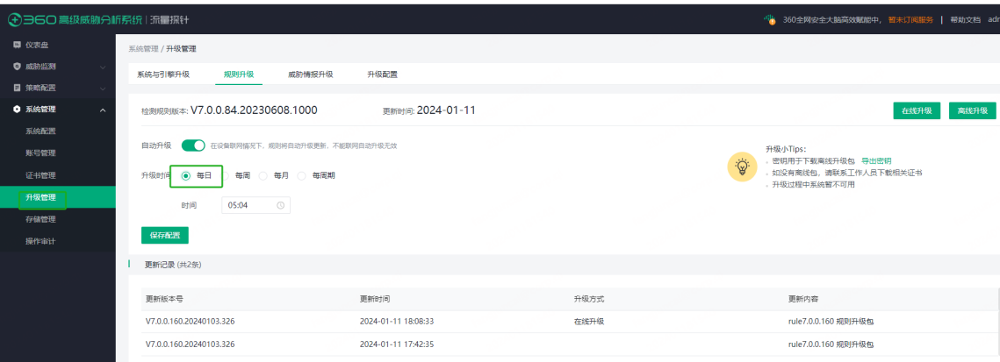 360 高级威胁分析系统 | 流量探针
360全网安全大脑高效赋能中，暂未订阅服务 | 帮助文档 adr
仪表盘
威胁监测
策略配置
系统管理
系统配置
账号管理
证书管理
升级管理
存储管理
操作审计
系统管理 / 升级管理
系统与引擎升级 规则升级 威胁情报升级 升级配置
检测规则版本: V7.0.0.84.20230608.1000 更新时间: 2024-01-11 在线升级 离线升级
自动升级 在设备联网情况下，规则将自动升级更新，不能联网自动升级无效
升级时间 每日 每周 每月 每周期
时间 05:04
保存配置
升级小Tips:
密钥用于下载离线升级包 导出密钥
如没有离线包，请联系工作人员下载相关证书
升级过程中系统暂不可用
更新记录 (共2条)
更新版本号 更新时间 升级方式 更新内容
V7.0.0.160.20240103.326 2024-01-11 18:08:33 在线升级 rule7.0.0.160 规则升级包
V7.0.0.160.20240103.326 2024-01-11 17:42:35 rule7.0.0.160 规则升级包